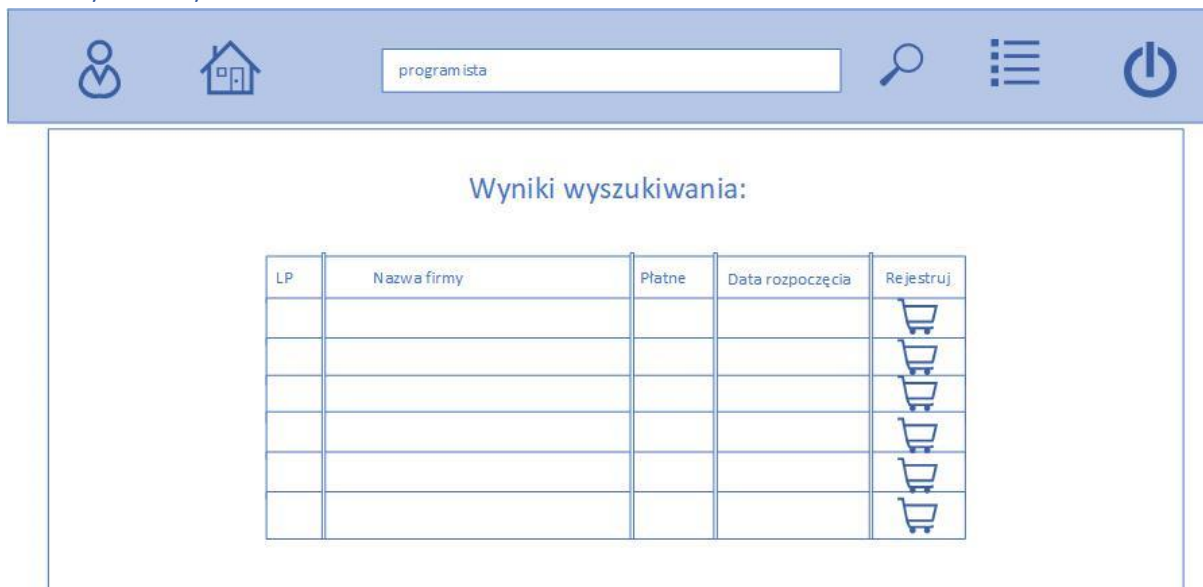 programista
Wyniki wyszukiwania:
LP Nazwa firmy Płatne Data rozpoczęcia Rejestruj